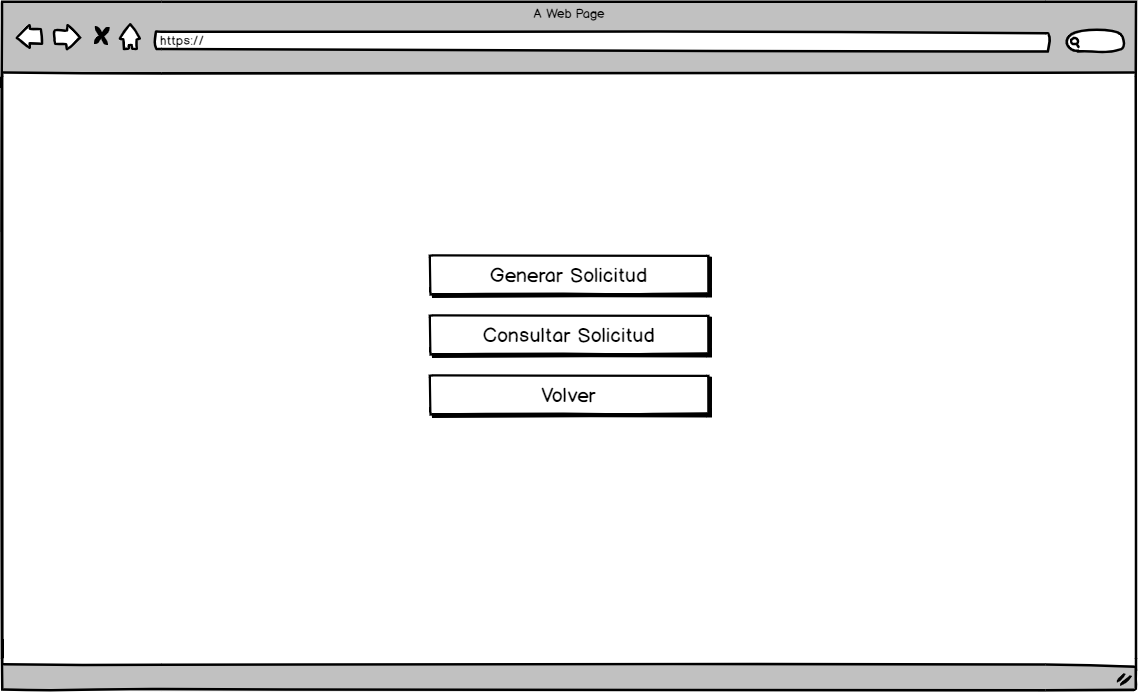 A Web Page
https://
Generar Solicitud
Consultar Solicitud
Volver